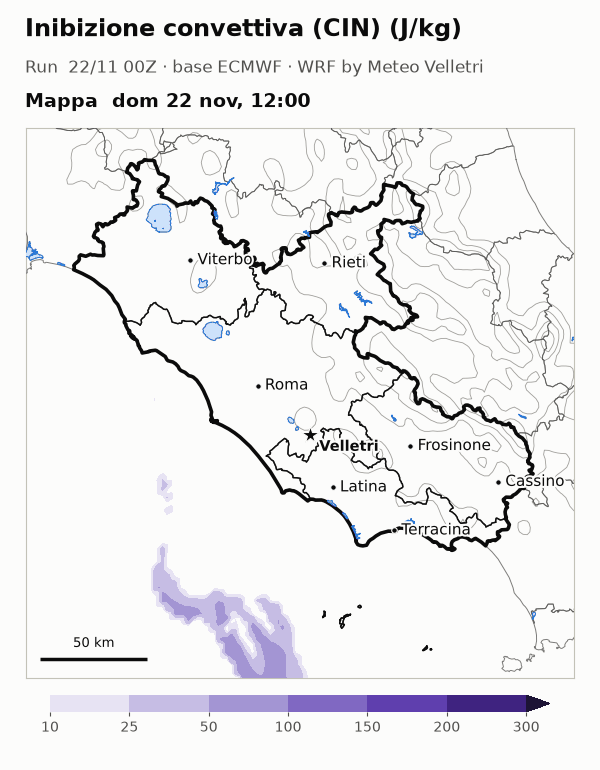 Inibizione convettiva (CIN) (J/kg)
Run 22/11 00Z · base ECMWF · WRF by Meteo Velletri
Mappa dom 22 nov, 12:00
Viterbo
Rieti
Roma
Velletri
Frosinone
Latina
Cassino
Terracina
50 km
10 25 50 100 150 200 300